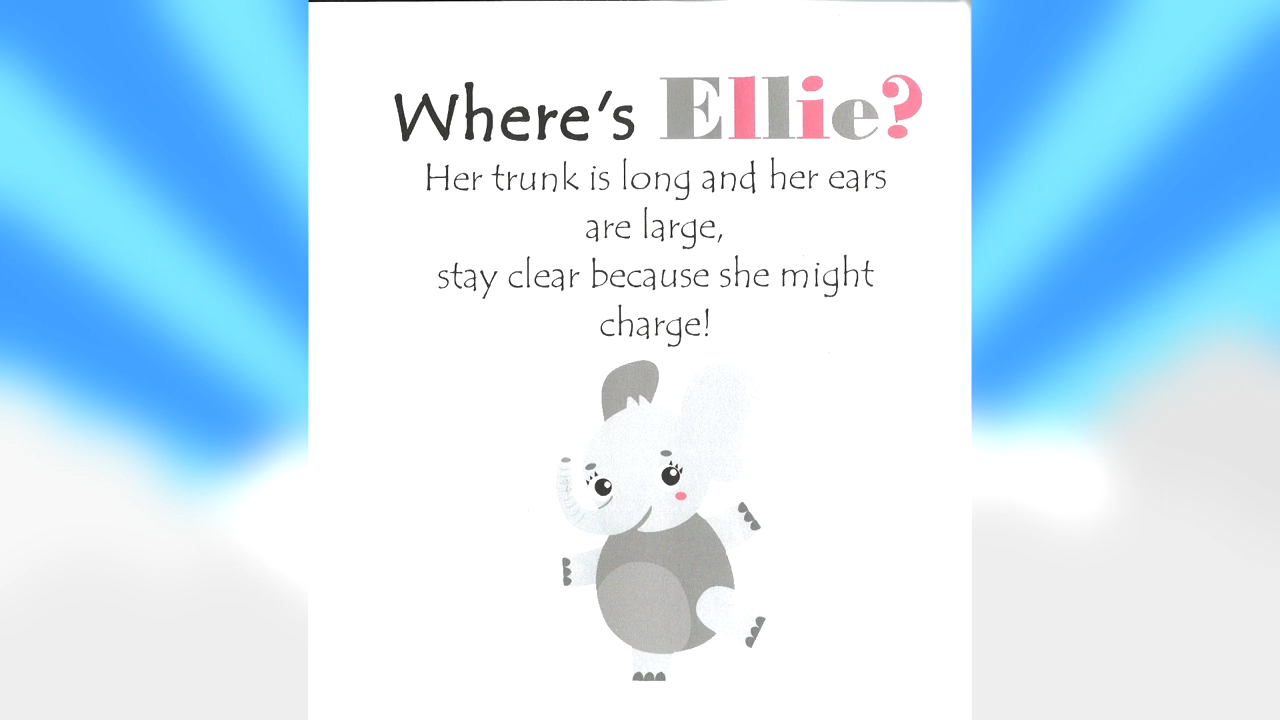 Where's Ellie?
Her trunk is long and her ears
are large,
stay clear because she might
charge!